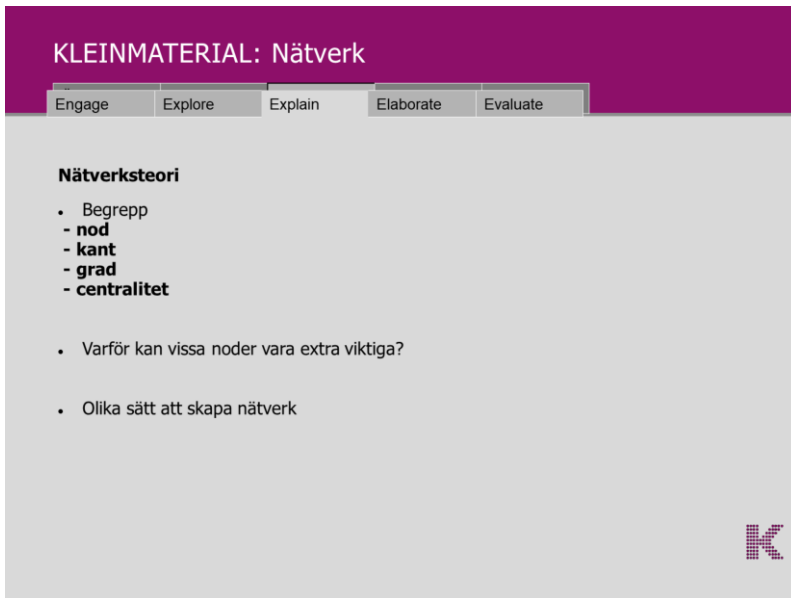 KLEINMATERIAL: Nätverk
Engage Explore Explain Elaborate Evaluate
Nätverksteori
• Begrepp
- nod
- kant
- grad
- centralitet
• Varför kan vissa noder vara extra viktiga?
• Olika sätt att skapa nätverk
K